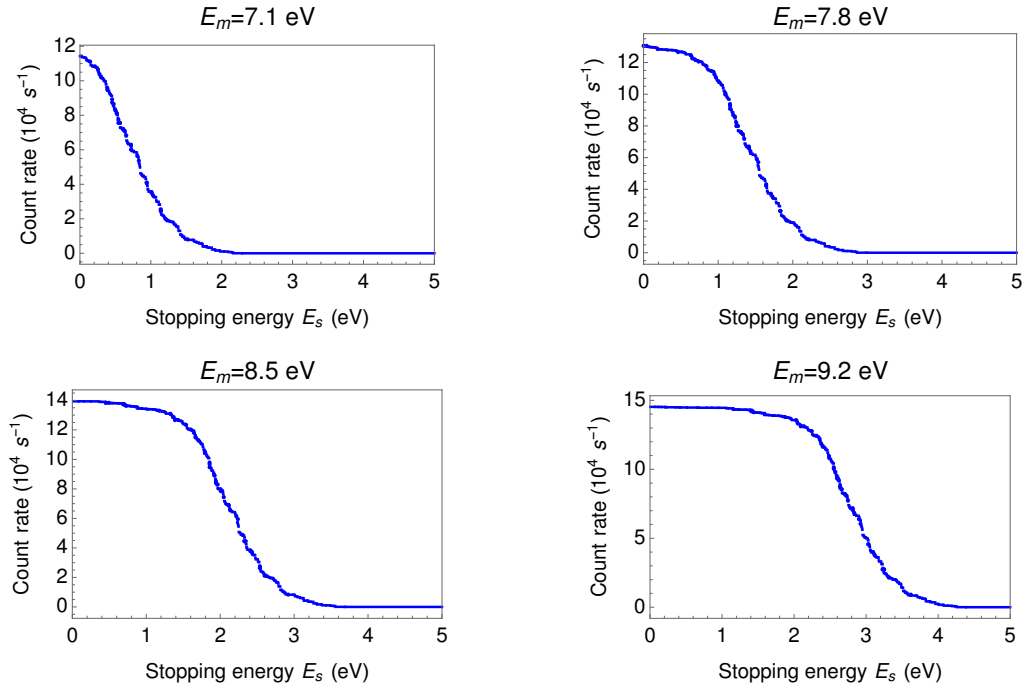 E_m=7.1 eV
12
10
8
6
4
2
0
Count rate (10^4 s^-1)
0 1 2 3 4 5
Stopping energy E_s (eV)
E_m=7.8 eV
12
10
8
6
4
2
0
Count rate (10^4 s^-1)
0 1 2 3 4 5
Stopping energy E_s (eV)
E_m=8.5 eV
14
12
10
8
6
4
2
0
Count rate (10^4 s^-1)
0 1 2 3 4 5
Stopping energy E_s (eV)
E_m=9.2 eV
15
10
5
0
Count rate (10^4 s^-1)
0 1 2 3 4 5
Stopping energy E_s (eV)